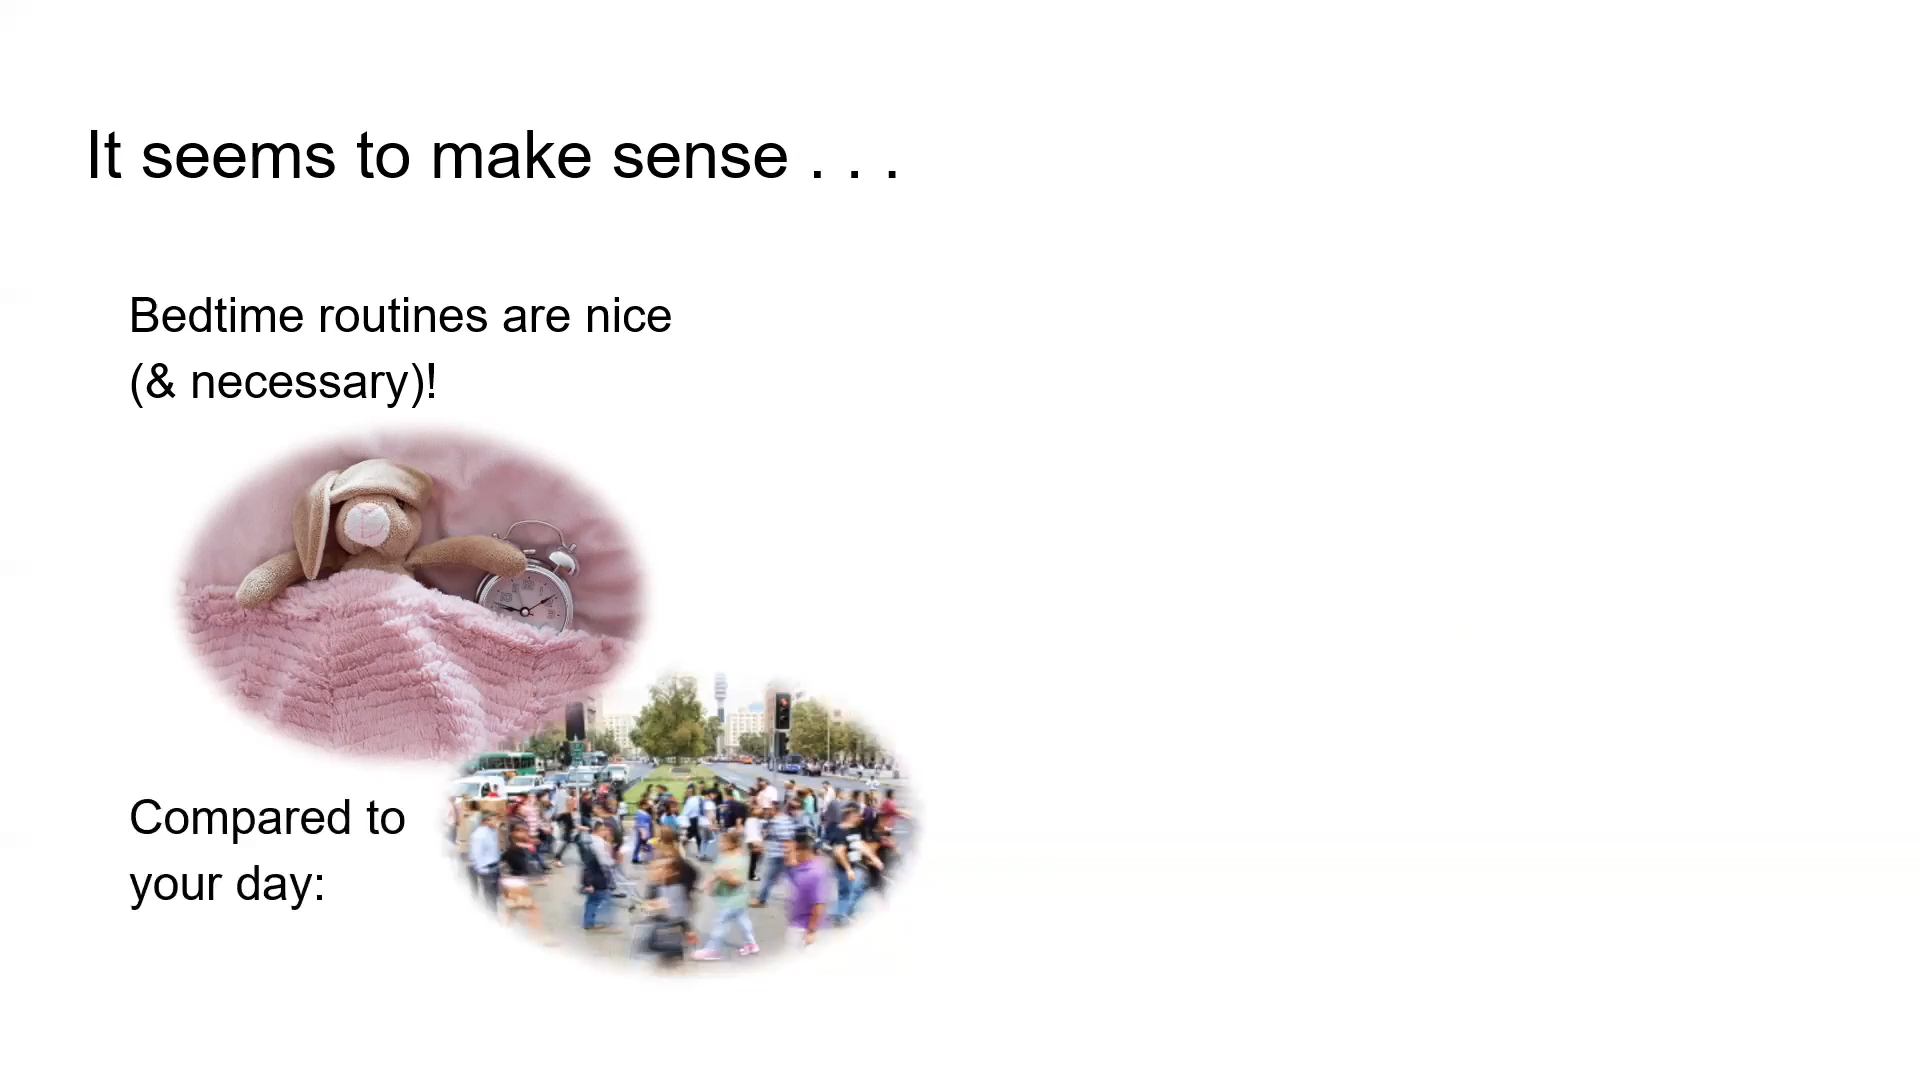 It seems to make sense . . .
Bedtime routines are nice
(& necessary)!
Compared to
your day: